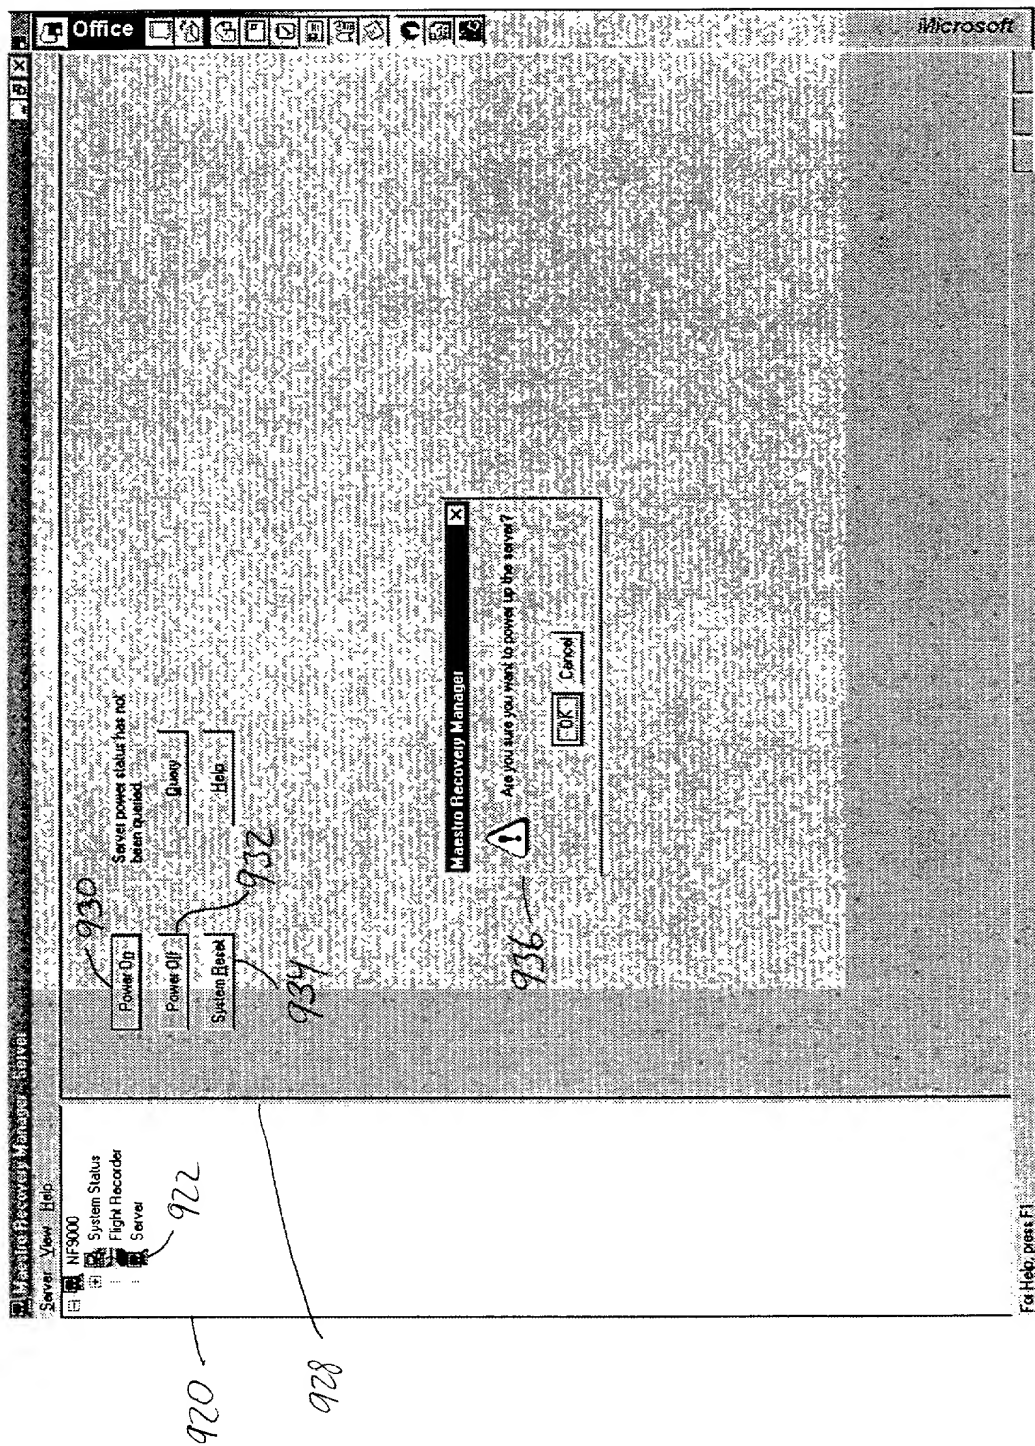 Maestro Recovery Manager - Server
Office
Microsoft
Server View Help
NF9000
System Status
Flight Recorder
Server
922
930
Power On
Server power status has not
been queried.
Power Off
Query
932
System Reset
Help
934
Maestro Recovery Manager
Are you sure you want to power up the server?
936
OK
Cancel
For Help, press F1
920
928